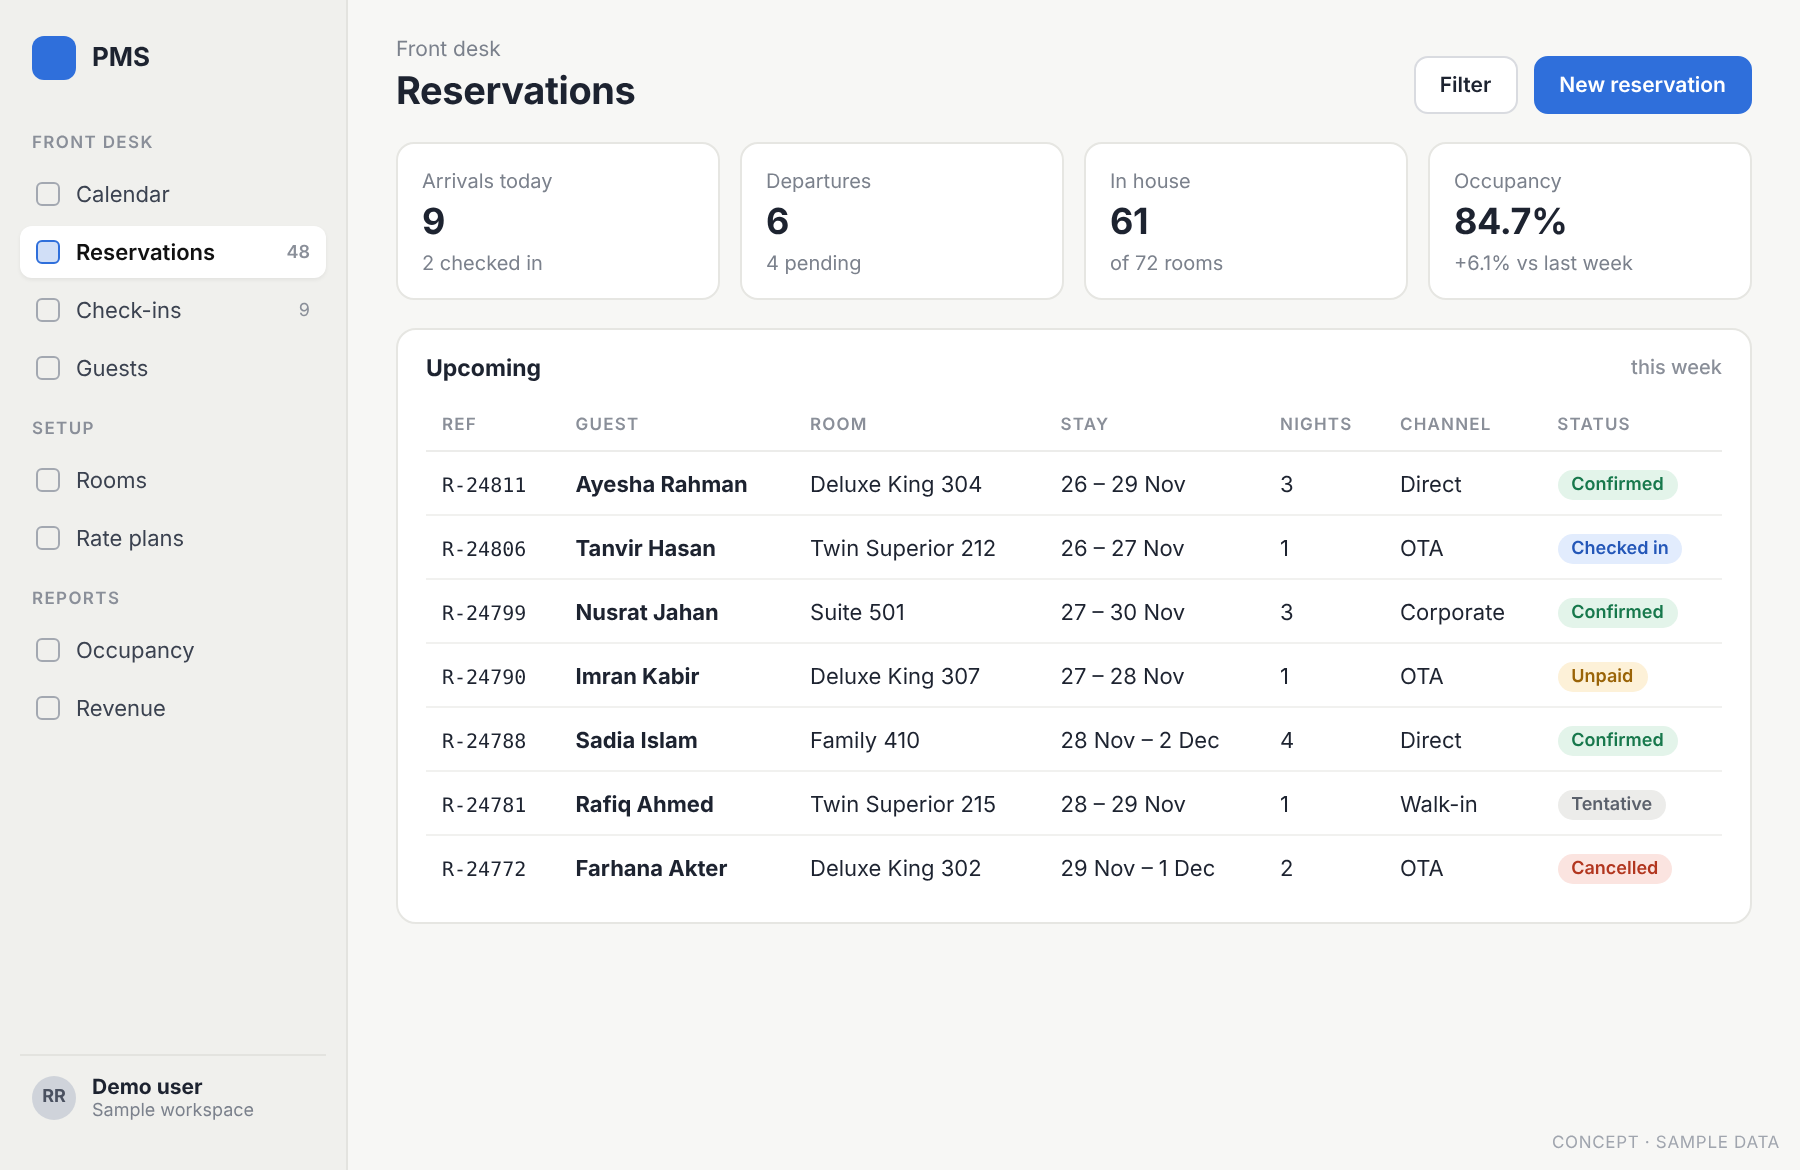 PMS
FRONT DESK
Calendar
Reservations 48
Check-ins 9
Guests
SETUP
Rooms
Rate plans
REPORTS
Occupancy
Revenue
RR
Demo user
Sample workspace
Front desk
Reservations
Filter
New reservation
Arrivals today
9
2 checked in
Departures
6
4 pending
In house
61
of 72 rooms
Occupancy
84.7%
+6.1% vs last week
Upcoming
this week
REF GUEST ROOM STAY NIGHTS CHANNEL STATUS
R-24811 Ayesha Rahman Deluxe King 304 26 – 29 Nov 3 Direct Confirmed
R-24806 Tanvir Hasan Twin Superior 212 26 – 27 Nov 1 OTA Checked in
R-24799 Nusrat Jahan Suite 501 27 – 30 Nov 3 Corporate Confirmed
R-24790 Imran Kabir Deluxe King 307 27 – 28 Nov 1 OTA Unpaid
R-24788 Sadia Islam Family 410 28 Nov – 2 Dec 4 Direct Confirmed
R-24781 Rafiq Ahmed Twin Superior 215 28 – 29 Nov 1 Walk-in Tentative
R-24772 Farhana Akter Deluxe King 302 29 Nov – 1 Dec 2 OTA Cancelled
CONCEPT · SAMPLE DATA